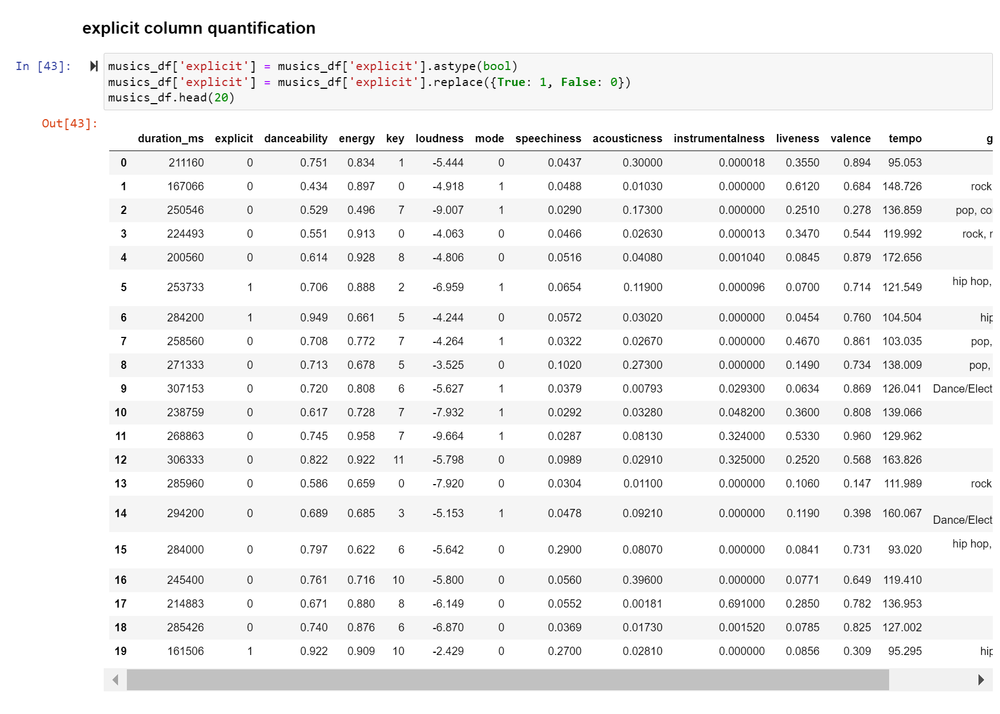 explicit column quantification
In [43]:
musics_df['explicit'] = musics_df['explicit'].astype(bool)
musics_df['explicit'] = musics_df['explicit'].replace({True: 1, False: 0})
musics_df.head(20)
Out[43]:
duration_ms explicit danceability energy key loudness mode speechiness acousticness instrumentalness liveness valence tempo g
0 211160 0 0.751 0.834 1 -5.444 0 0.0437 0.30000 0.000018 0.3550 0.894 95.053
1 167066 0 0.434 0.897 0 -4.918 1 0.0488 0.01030 0.000000 0.6120 0.684 148.726 rock
2 250546 0 0.529 0.496 7 -9.007 1 0.0290 0.17300 0.000000 0.2510 0.278 136.859 pop, cou
3 224493 0 0.551 0.913 0 -4.063 0 0.0466 0.02630 0.000013 0.3470 0.544 119.992 rock, r
4 200560 0 0.614 0.928 8 -4.806 0 0.0516 0.04080 0.001040 0.0845 0.879 172.656
5 253733 1 0.706 0.888 2 -6.959 1 0.0654 0.11900 0.000096 0.0700 0.714 121.549 hip hop,
6 284200 1 0.949 0.661 5 -4.244 0 0.0572 0.03020 0.000000 0.0454 0.760 104.504 hip
7 258560 0 0.708 0.772 7 -4.264 1 0.0322 0.02670 0.000000 0.4670 0.861 103.035 pop,
8 271333 0 0.713 0.678 5 -3.525 0 0.1020 0.27300 0.000000 0.1490 0.734 138.009 pop,
9 307153 0 0.720 0.808 6 -5.627 1 0.0379 0.00793 0.029300 0.0634 0.869 126.041 Dance/Elect
10 238759 0 0.617 0.728 7 -7.932 1 0.0292 0.03280 0.048200 0.3600 0.808 139.066
11 268863 0 0.745 0.958 7 -9.664 1 0.0287 0.08130 0.324000 0.5330 0.960 129.962
12 306333 0 0.822 0.922 11 -5.798 0 0.0989 0.02910 0.325000 0.2520 0.568 163.826
13 285960 0 0.586 0.659 0 -7.920 0 0.0304 0.01100 0.000000 0.1060 0.147 111.989 rock
14 294200 0 0.689 0.685 3 -5.153 1 0.0478 0.09210 0.000000 0.1190 0.398 160.067 Dance/Elect
15 284000 0 0.797 0.622 6 -5.642 0 0.2900 0.08070 0.000000 0.0841 0.731 93.020 hip hop,
16 245400 0 0.761 0.716 10 -5.800 0 0.0560 0.39600 0.000000 0.0771 0.649 119.410
17 214883 0 0.671 0.880 8 -6.149 0 0.0552 0.00181 0.691000 0.2850 0.782 136.953
18 285426 0 0.740 0.876 6 -6.870 0 0.0369 0.01730 0.001520 0.0785 0.825 127.002
19 161506 1 0.922 0.909 10 -2.429 0 0.2700 0.02810 0.000000 0.0856 0.309 95.295 hip